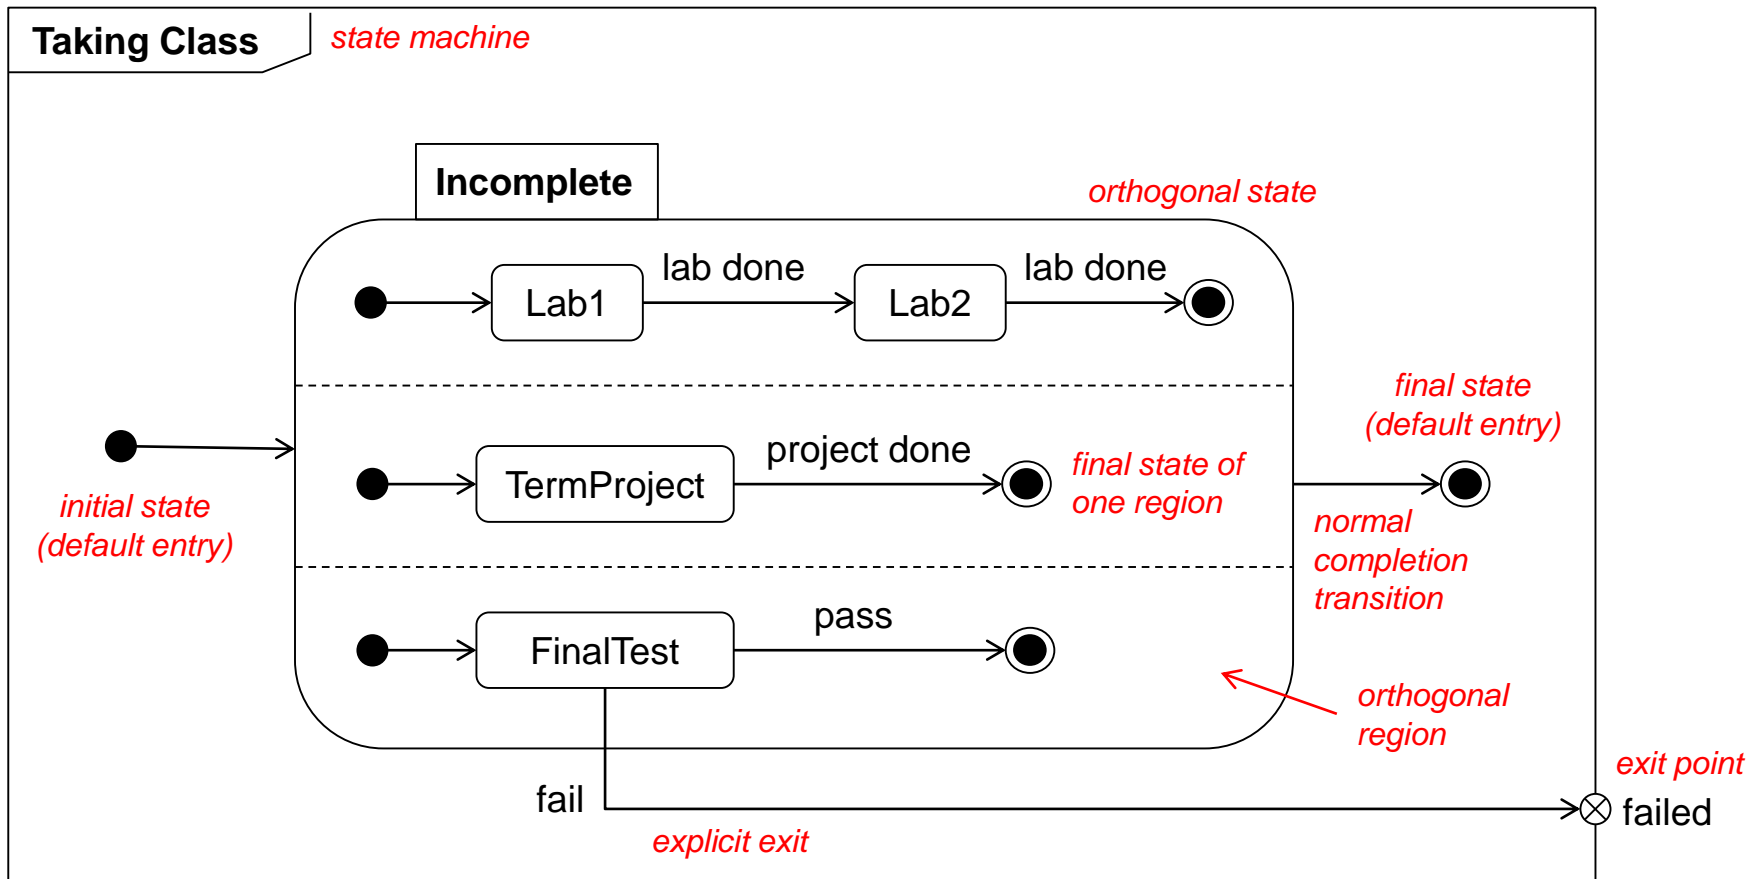 Taking Class
state machine
Incomplete
orthogonal state
lab done
lab done
Lab1
Lab2
final state
(default entry)
project done
TermProject
final state of
one region
initial state
(default entry)
normal
completion
transition
pass
FinalTest
orthogonal
region
exit point
fail
failed
explicit exit